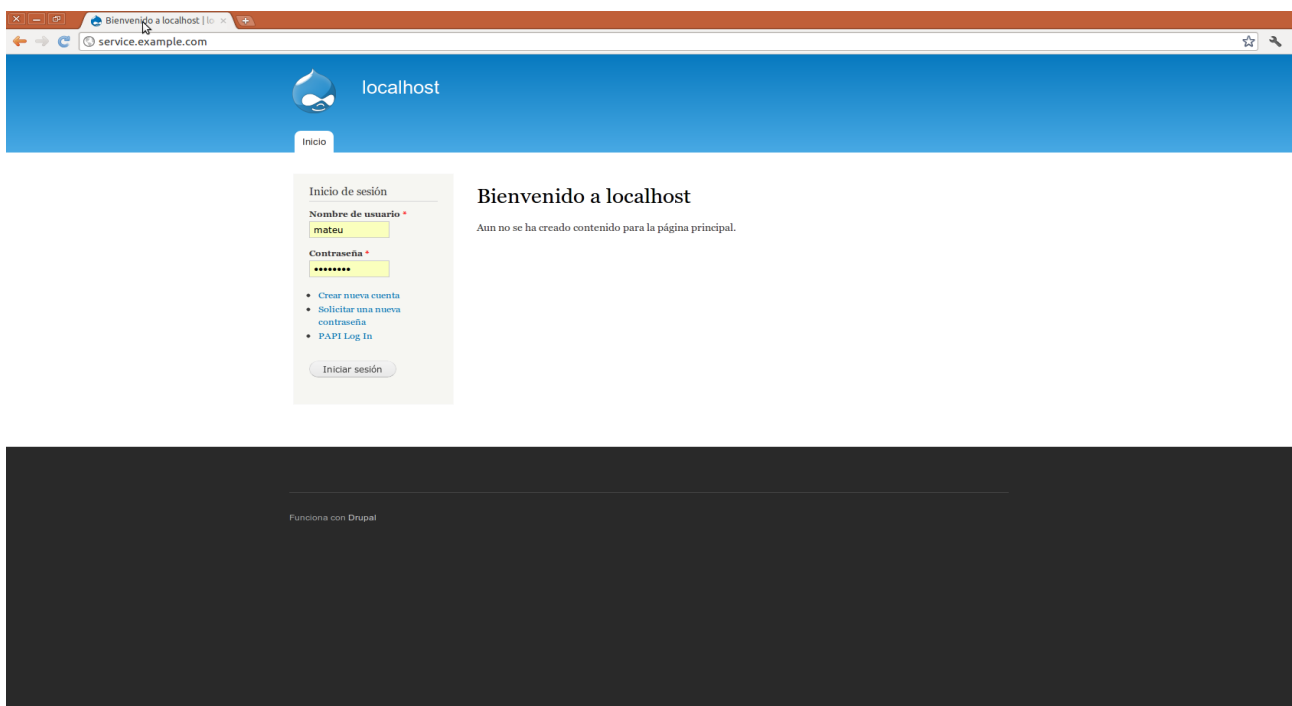 Bienvenido a localhost | lo
service.example.com
localhost
Inicio
Inicio de sesión
Nombre de usuario *
mateu
Contraseña *
••••••••
Crear nueva cuenta
Solicitar una nueva
contraseña
PAPI Log In
Iniciar sesión
Bienvenido a localhost
Aun no se ha creado contenido para la página principal.
Funciona con Drupal